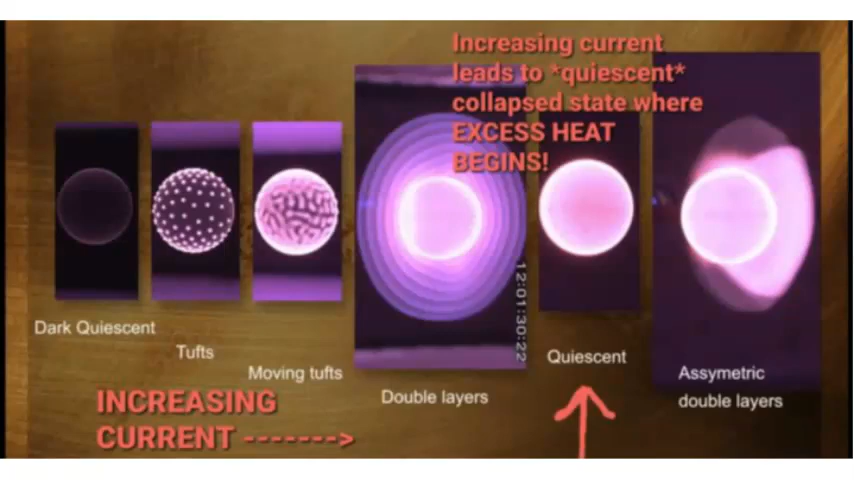 Increasing current
leads to *quiescent*
collapsed state where
EXCESS HEAT
BEGINS!
12:01:30:22
Dark Quiescent
Tufts
Moving tufts
Double layers
Quiescent
Assymetric
double layers
INCREASING
CURRENT ------->